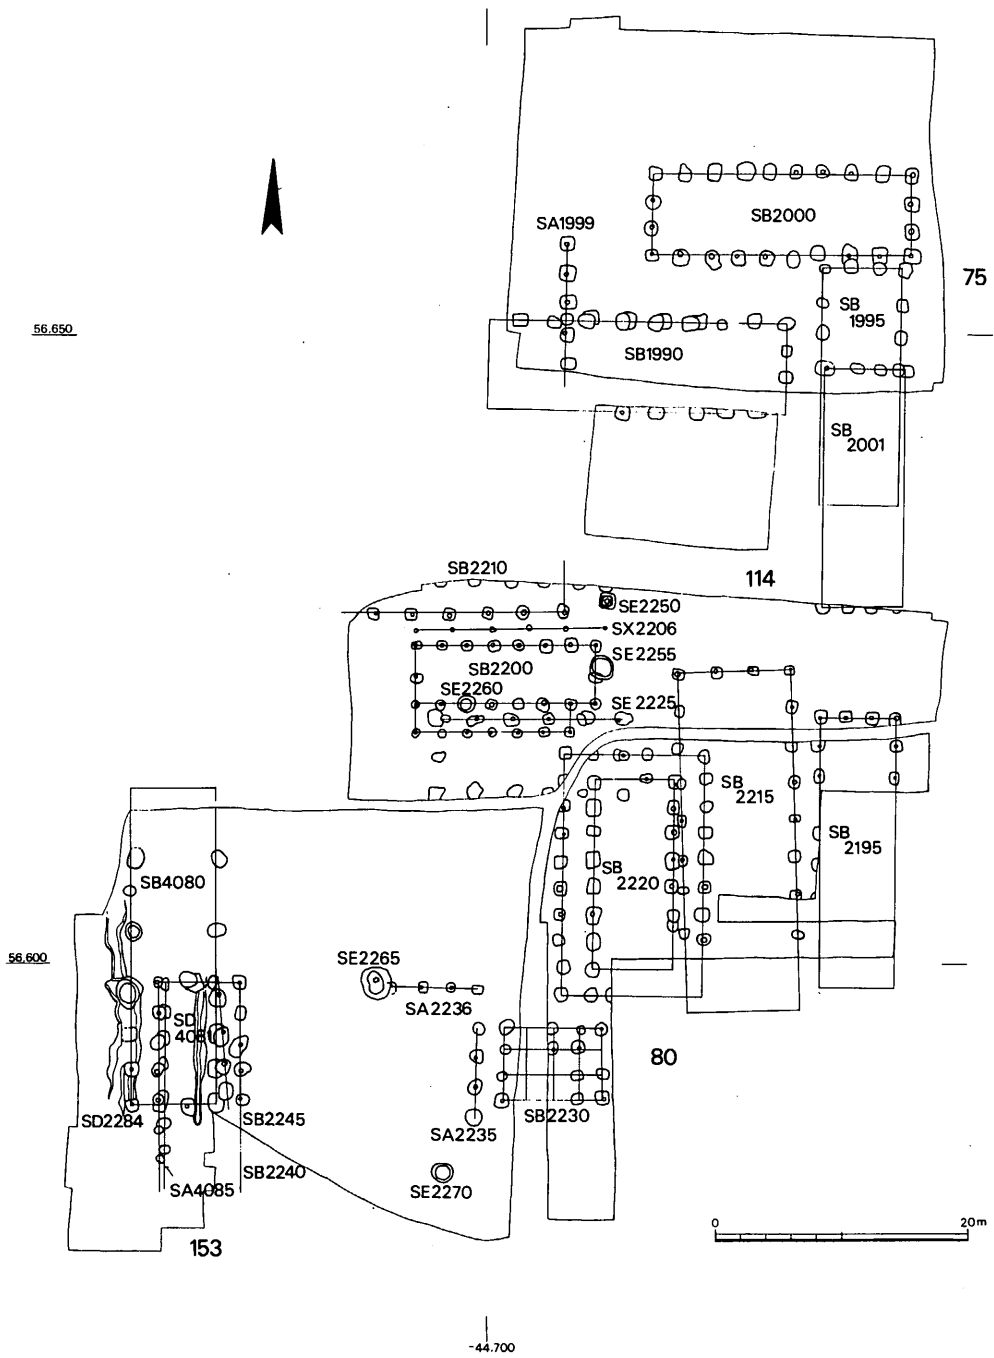 SB2000
SA1999
75
SB
1995
56.650
SB1990
SB
2001
SB2210
114
SE2250
SX2206
SE2255
SB2200
SE2260
SE2225
SB
2215
SB
2195
SB4080
SB
2220
56.600
SE2265
SA2236
SD
4081
80
SD2284
SB2245
SA2235
SB2230
SB2240
SA4085
SE2270
153
0 20m
-44.700